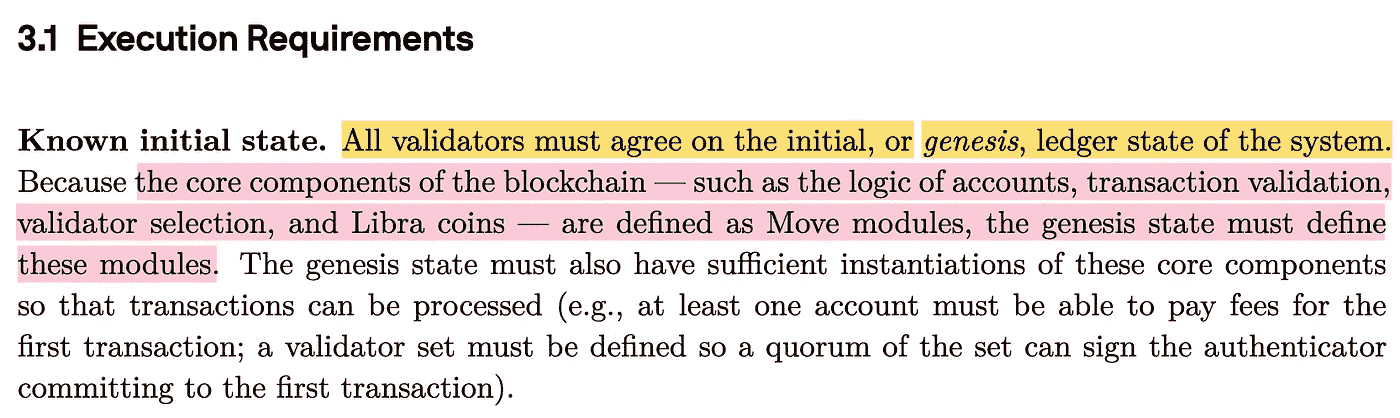 3.1 Execution Requirements
Known initial state. All validators must agree on the initial, or genesis, ledger state of the system.
Because the core components of the blockchain — such as the logic of accounts, transaction validation,
validator selection, and Libra coins — are defined as Move modules, the genesis state must define
these modules. The genesis state must also have sufficient instantiations of these core components
so that transactions can be processed (e.g., at least one account must be able to pay fees for the
first transaction; a validator set must be defined so a quorum of the set can sign the authenticator
committing to the first transaction).